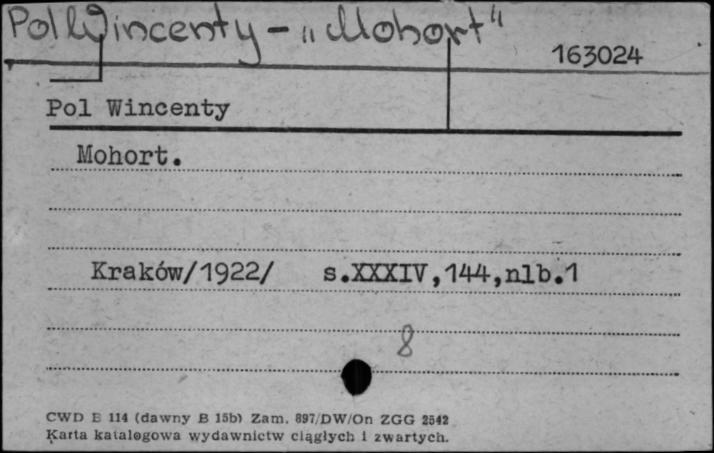 Pol Wincenty - „Mohort"
163024
Pol Wincenty
Mohort.
Kraków/1922/ s.XXXIV,144,nlb.1
8
CWD B 114 (dawny B 15b) Zam. 897/DW/On ZGG 2542
Karta katalogowa wydawnictw ciągłych i zwartych.